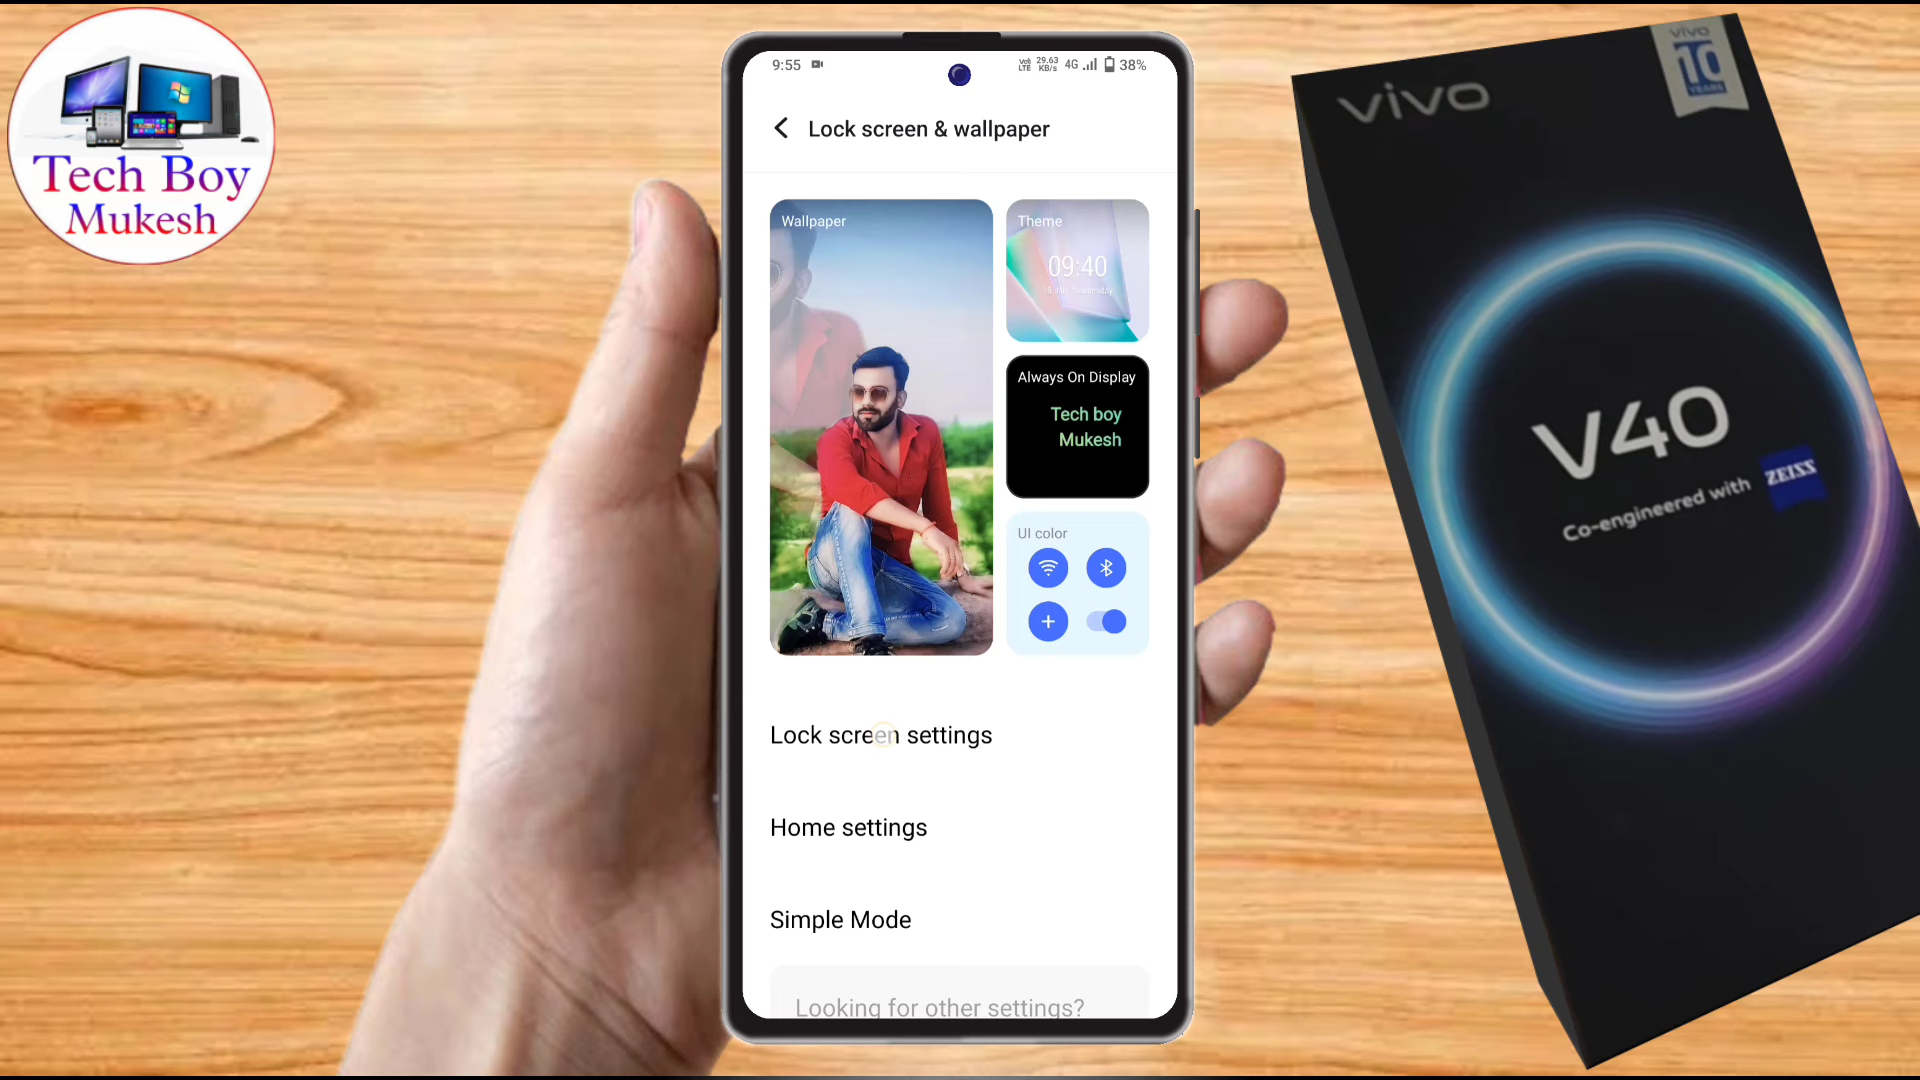 Tech Boy
Mukesh
9:55
VoLTE 29.63 KB/s 4G 38%
Lock screen & wallpaper
Wallpaper
Theme
09:40
Always On Display
Tech boy
Mukesh
UI color
Lock screen settings
Home settings
Simple Mode
Looking for other settings?
vivo
vivo
10
YEARS
V40
Co-engineered with ZEISS